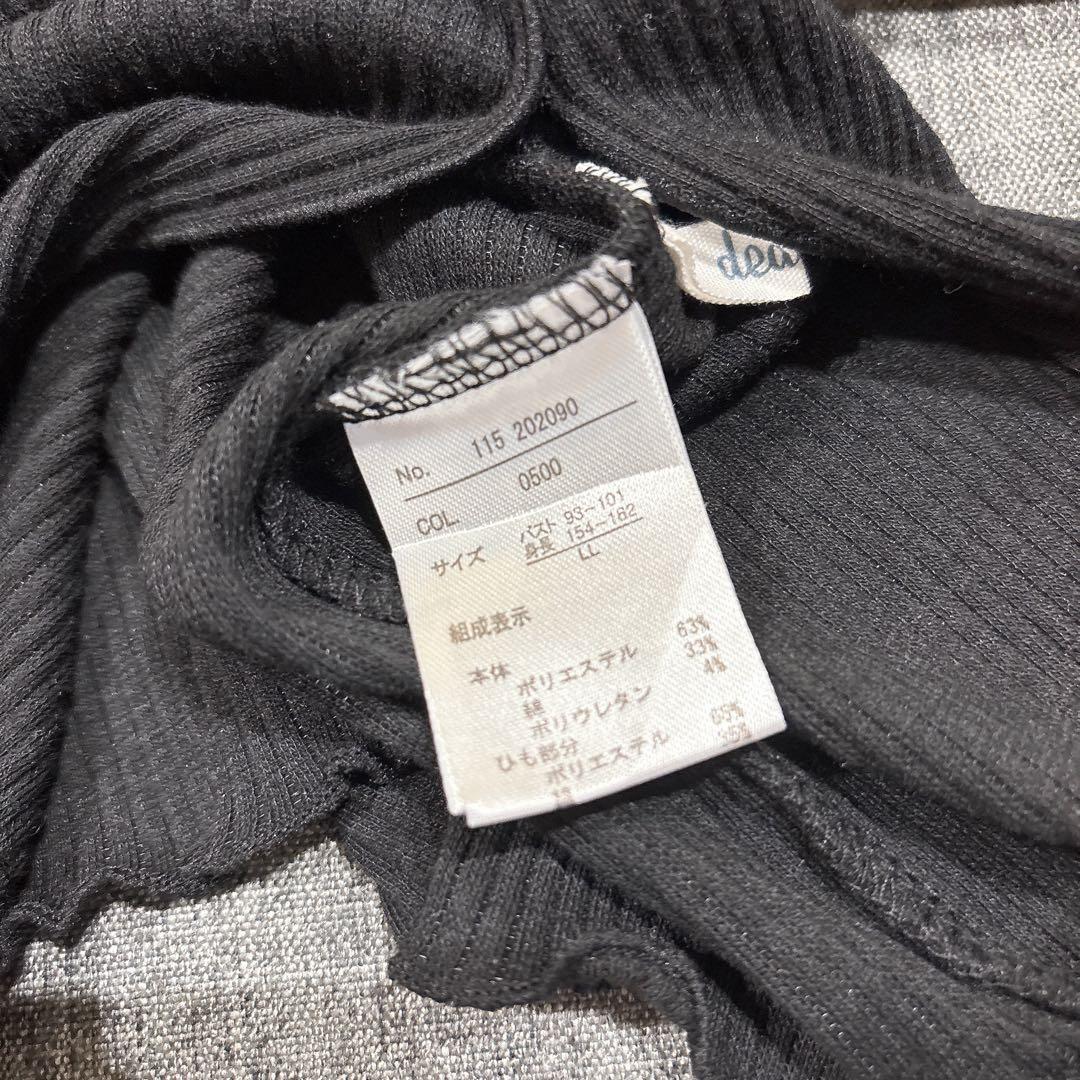 No. 115 202090
COL. 0500
サイズ バスト 93~101
身長 154~162
LL
組成表示
本体 ポリエステル 63%
綿 33%
ポリウレタン 4%
ひも部分
ポリエステル 65%
35%